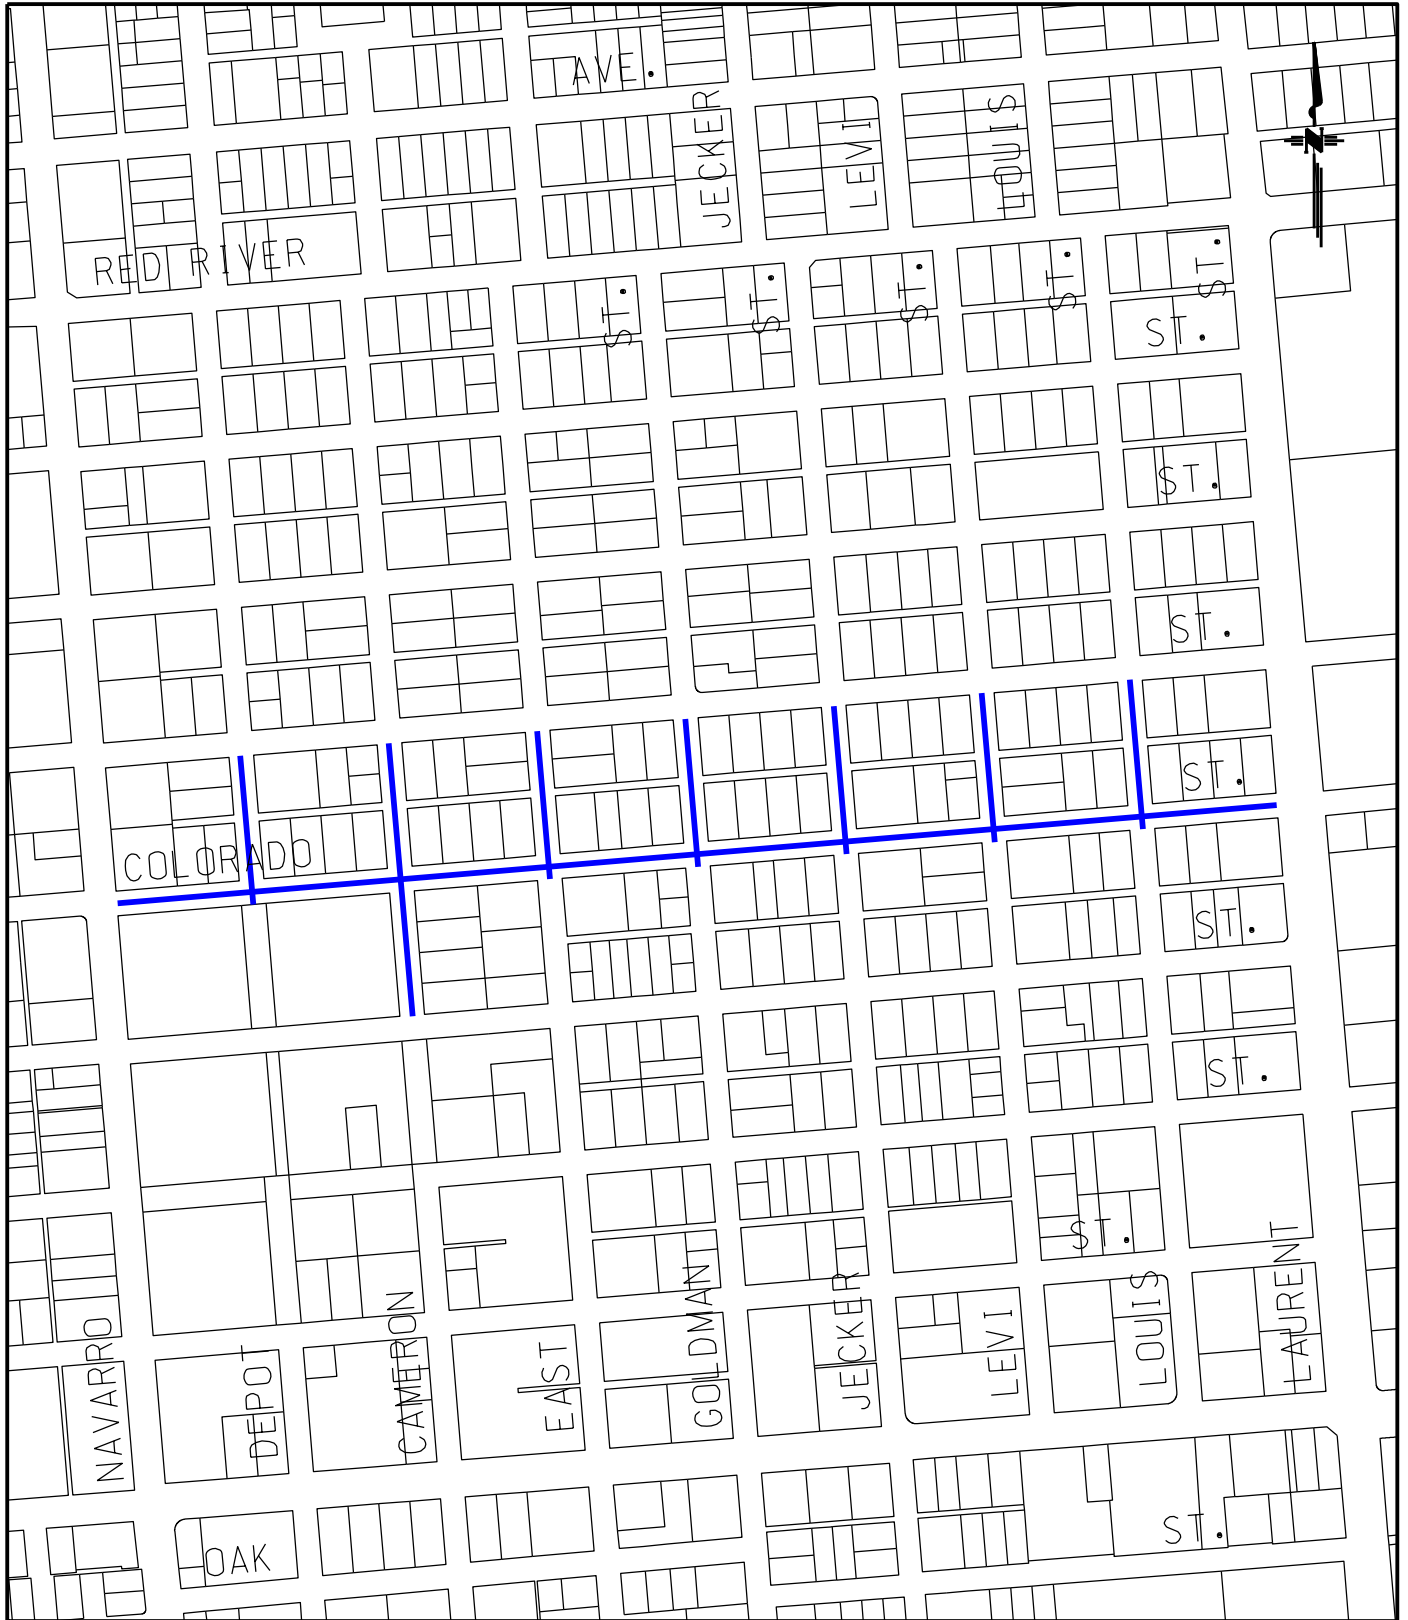 AVE.
JECKER
LEVI
LOUIS
N
RED RIVER
ST.
ST.
ST.
ST.
ST.
ST.
ST.
ST.
ST.
COLORADO
ST.
ST.
ST.
NAVARRO
DEPOT
CAMERON
EAST
GOLDMAN
JECKER
LEVI
LOUIS
LAURENT
OAK
ST.